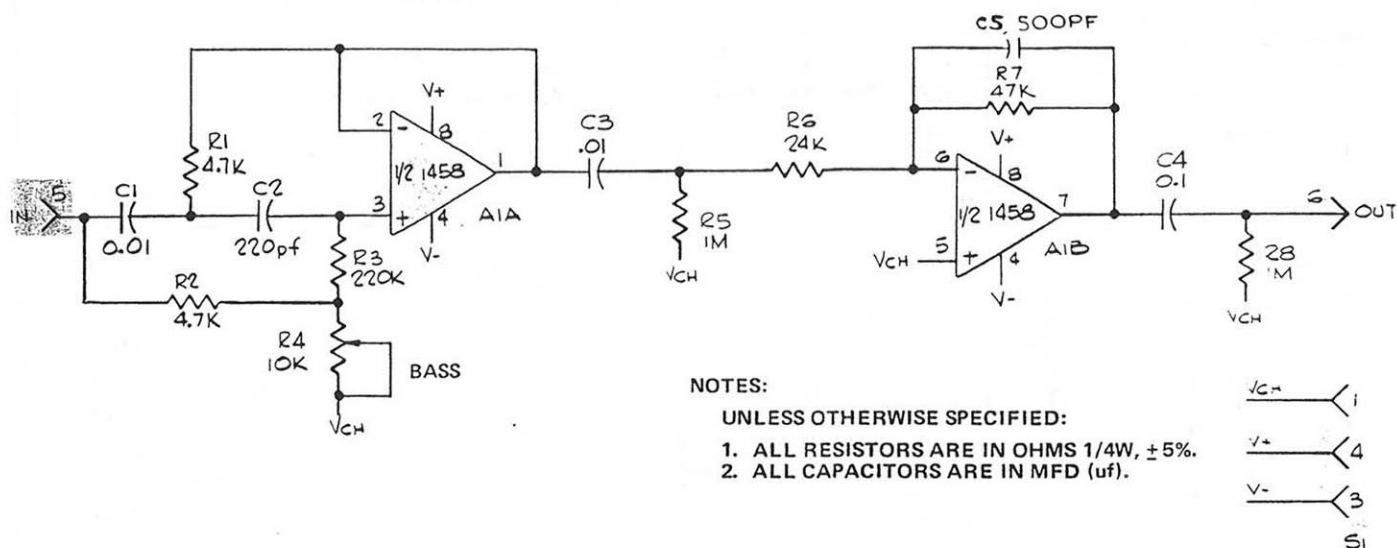 C5 500PF
R7
47K
V+
8
2
-
1/2 1458
1
3
+
4
V-
A1A
R1
4.7K
C1
0.01
C2
220pf
IN
5
R2
4.7K
R3
220K
R4
10K
BASS
VCH
C3
.01
R5
1M
VCH
R6
24K
V+
8
6
-
1/2 1458
7
5
+
4
V-
A1B
VCH
C4
0.1
6
OUT
28
1M
VCH
NOTES:
UNLESS OTHERWISE SPECIFIED:
1. ALL RESISTORS ARE IN OHMS 1/4W, ±5%.
2. ALL CAPACITORS ARE IN MFD (uf).
VCH
1
V+
4
V-
3
S1